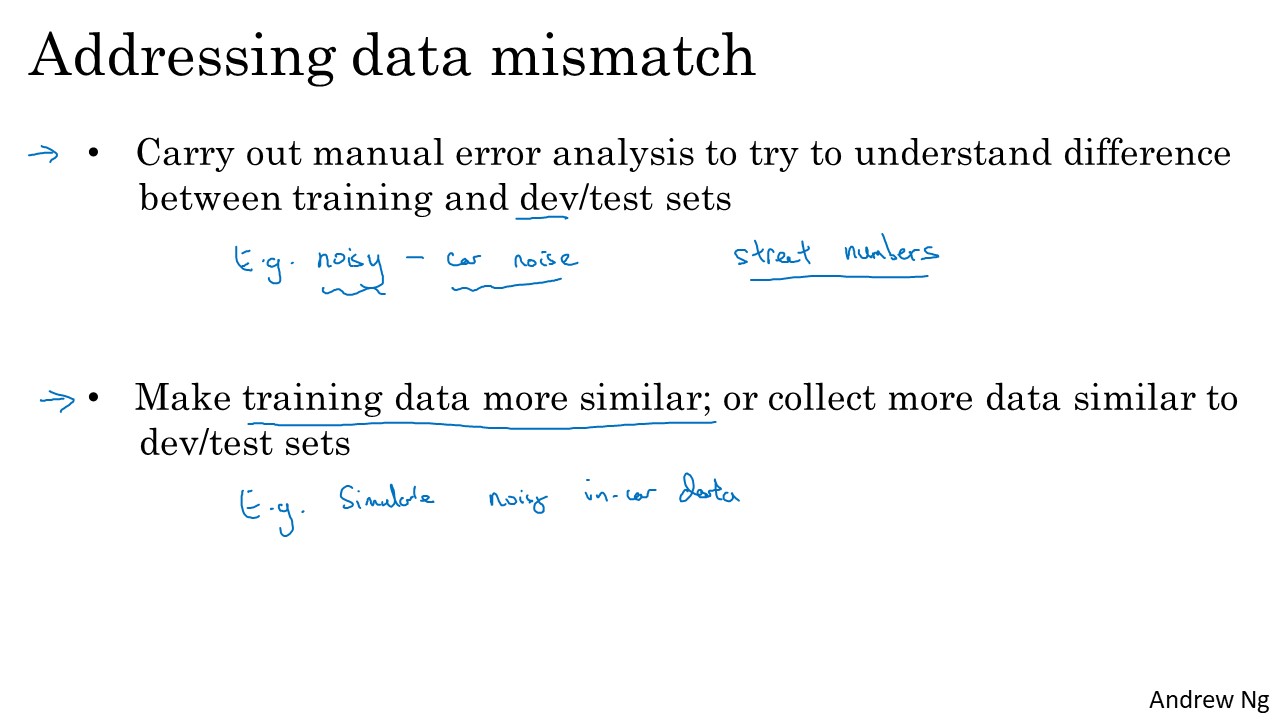 Addressing data mismatch
→ • Carry out manual error analysis to try to understand difference
between training and dev/test sets
E.g. noisy - car noise street numbers
→ • Make training data more similar; or collect more data similar to
dev/test sets
E.g. Simulate noisy in-car data
Andrew Ng